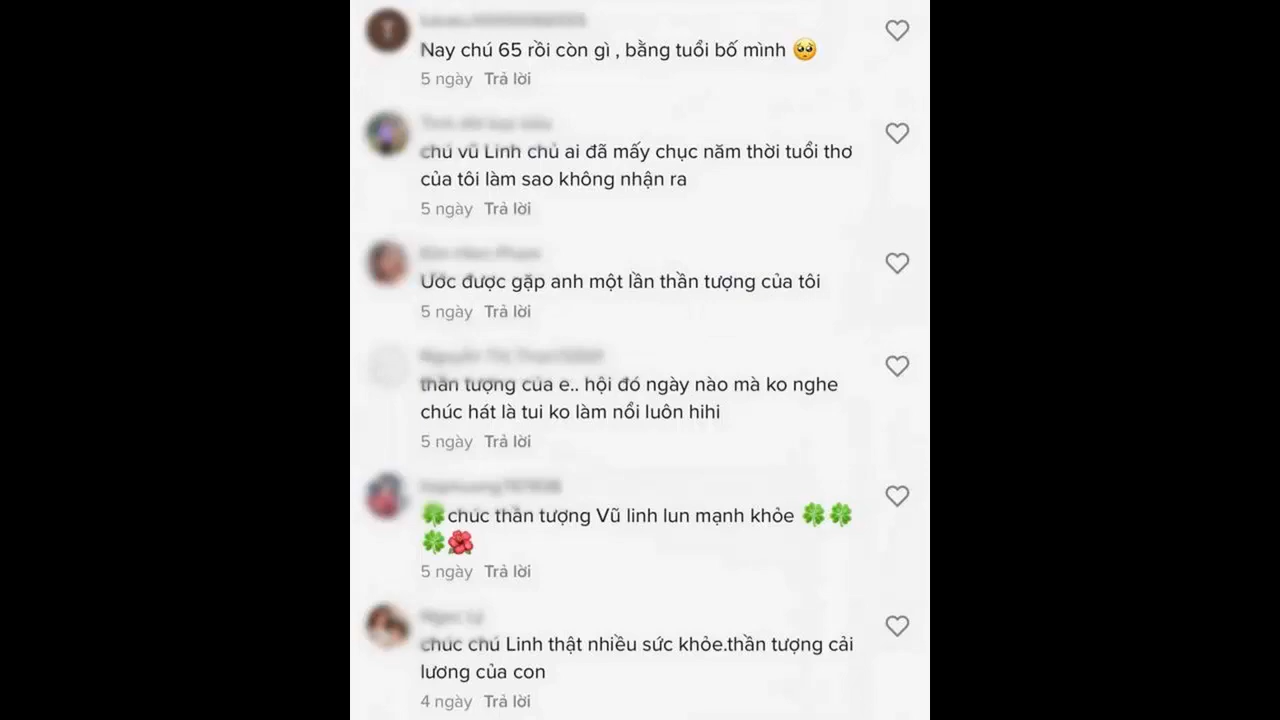 Nay chú 65 rồi còn gì , bằng tuổi bố mình 🥺
5 ngày Trả lời
chú vũ Linh chủ ai đã mấy chục năm thời tuổi thơ
của tôi làm sao không nhận ra
5 ngày Trả lời
Ước được gặp anh một lần thần tượng của tôi
5 ngày Trả lời
thần tượng của e.. hội đó ngày nào mà ko nghe
chúc hát là tui ko làm nổi luôn hihi
5 ngày Trả lời
🍀chúc thần tượng Vũ linh lun mạnh khỏe 🍀🍀
🍀🌺
5 ngày Trả lời
chúc chú Linh thật nhiều sức khỏe.thần tượng cải
lương của con
4 ngày Trả lời